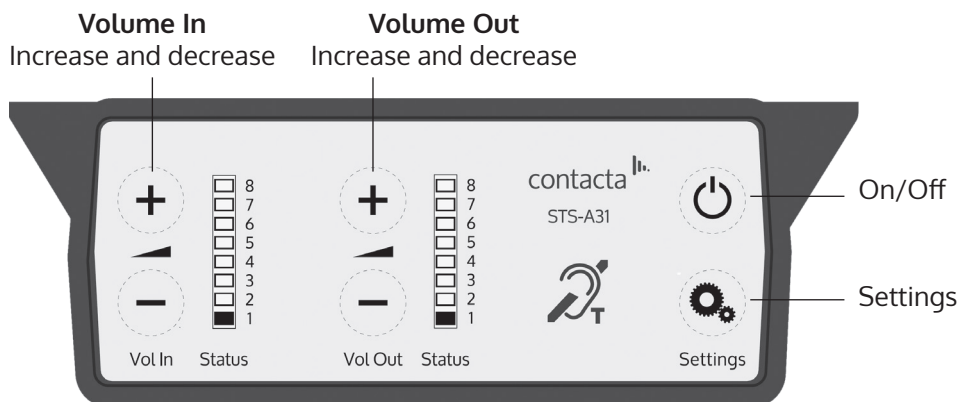 Volume In
Increase and decrease
Volume Out
Increase and decrease
8
7
6
5
4
3
2
1
Vol In
Status
8
7
6
5
4
3
2
1
Vol Out
Status
contacta
STS-A31
T
On/Off
Settings
Settings